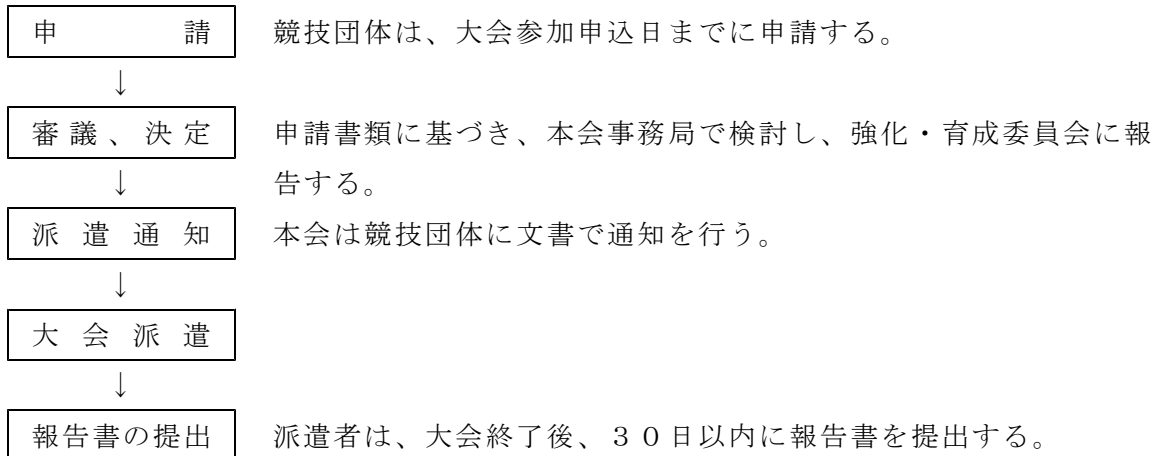 申請 競技団体は、大会参加申込日までに申請する。
↓
審議、決定 申請書類に基づき、本会事務局で検討し、強化・育成委員会に報
↓ 告する。
派遣通知 本会は競技団体に文書で通知を行う。
↓
大会派遣
↓
報告書の提出 派遣者は、大会終了後、３０日以内に報告書を提出する。